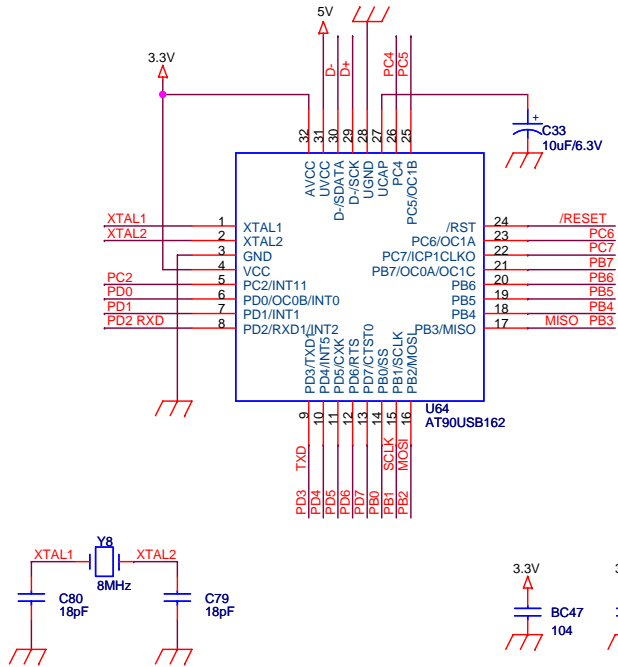 5V
3.3V
D-
D+
PC4
PC5
C33
10uF/6.3V
+
32
31
30
29
28
27
26
25
AVCC
UVCC
D-/SDATA
D-/SCK
UGND
UCAP
PC4
PC5/OC1B
XTAL1 1 XTAL1
XTAL2 2 XTAL2
3 GND
4 VCC
PC2 5 PC2/INT11
PD0 6 PD0/OC0B/INT0
PD1 7 PD1/INT1
PD2 RXD 8 PD2/RXD1/INT2
/RST 24 /RESET
PC6/OC1A 23 PC6
PC7/ICP1CLKO 22 PC7
PB7/OC0A/OC1C 21 PB7
PB6 20 PB6
PB5 19 PB5
PB4 18 PB4
PB3/MISO 17 MISO PB3
PD3/TXD1
PD4/INT5
PD5/CXK
PD6/RTS
PD7/CTST0
PB0/SS
PB1/SCLK
PB2/MOSI
9
10
11
12
13
14
15
16
U64
AT90USB162
TXD
SCLK
MOSI
PD3
PD4
PD5
PD6
PD7
PB0
PB1
PB2
XTAL1
Y8
XTAL2
8MHz
C80
18pF
C79
18pF
3.3V
BC47
104